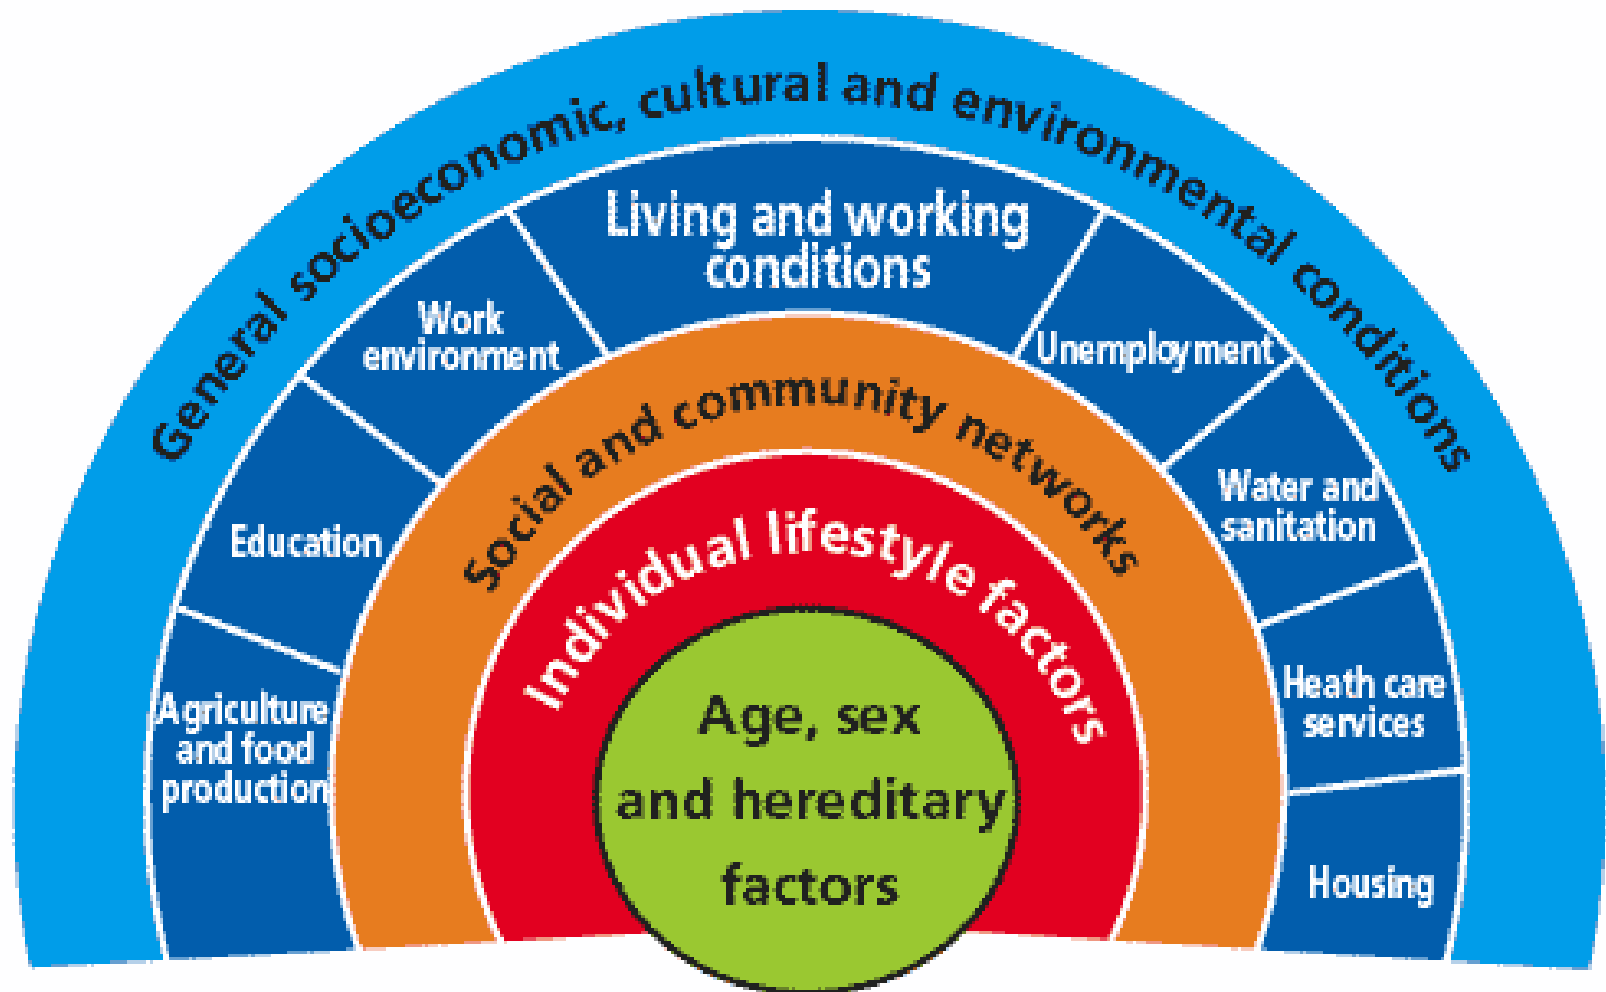 General socioeconomic, cultural and environmental conditions
Living and working
conditions
Work
environment
Unemployment
Education
Water and
sanitation
Agriculture
and food
production
Heath care
services
Housing
Social and community networks
Individual lifestyle factors
Age, sex
and hereditary
factors